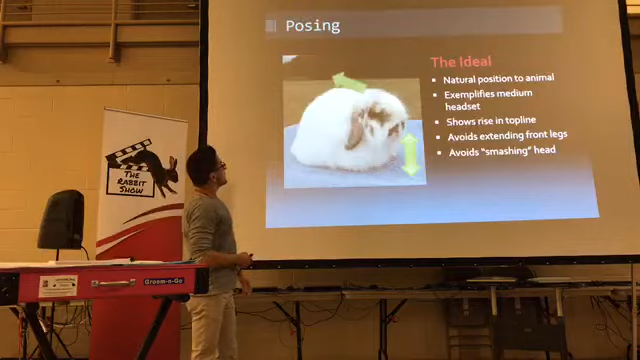 Posing
The Ideal
Natural position to animal
Exemplifies medium
headset
Shows rise in topline
Avoids extending front legs
Avoids "smashing" head
THE
RABBIT
SHOW
Groom-n-Go